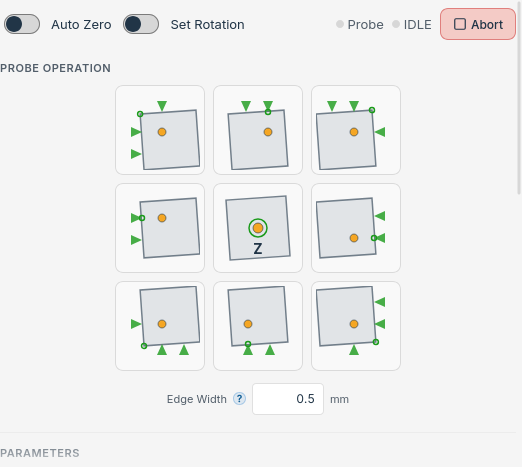 Auto Zero Set Rotation Probe IDLE Abort
PROBE OPERATION
Z
Edge Width ? 0.5 mm
PARAMETERS